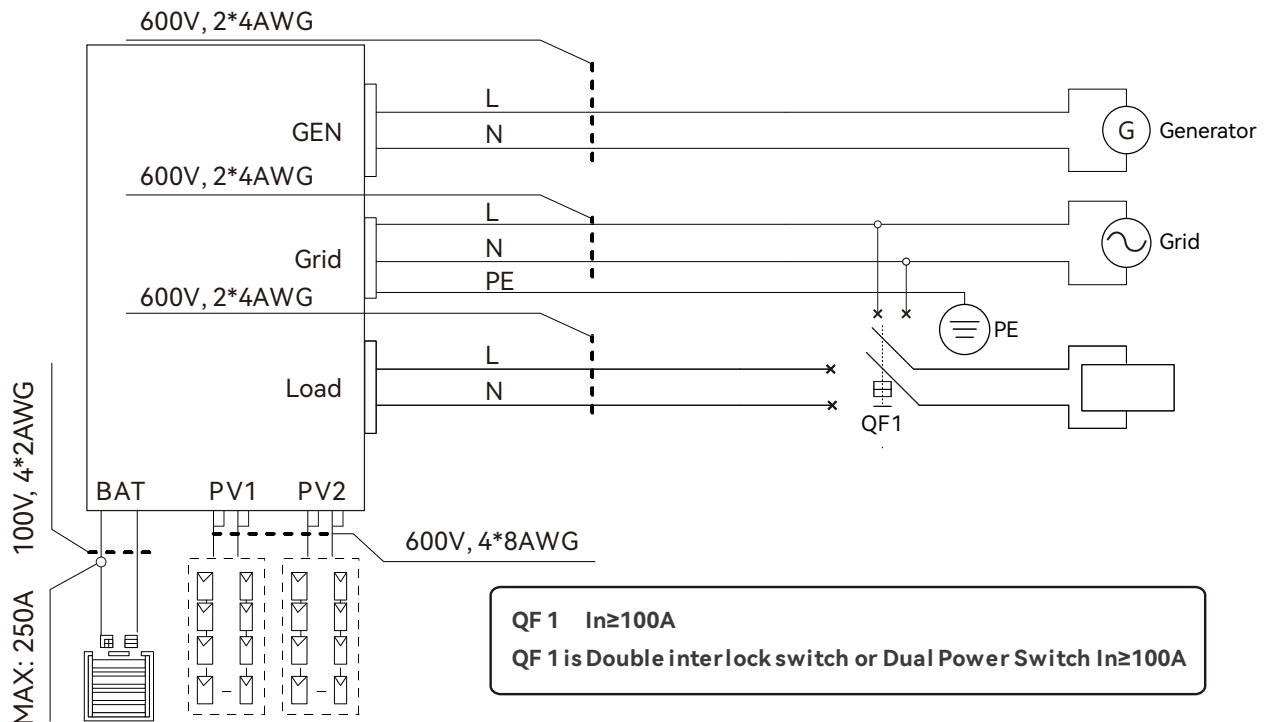 600V, 2*4AWG
L
GEN
N
G
Generator
600V, 2*4AWG
L
Grid
N
Grid
PE
600V, 2*4AWG
PE
L
Load
N
QF1
100V, 4*2AWG
BAT
PV1
PV2
600V, 4*8AWG
MAX: 250A
QF 1 In≥100A
QF 1 is Double interlock switch or Dual Power Switch In≥100A